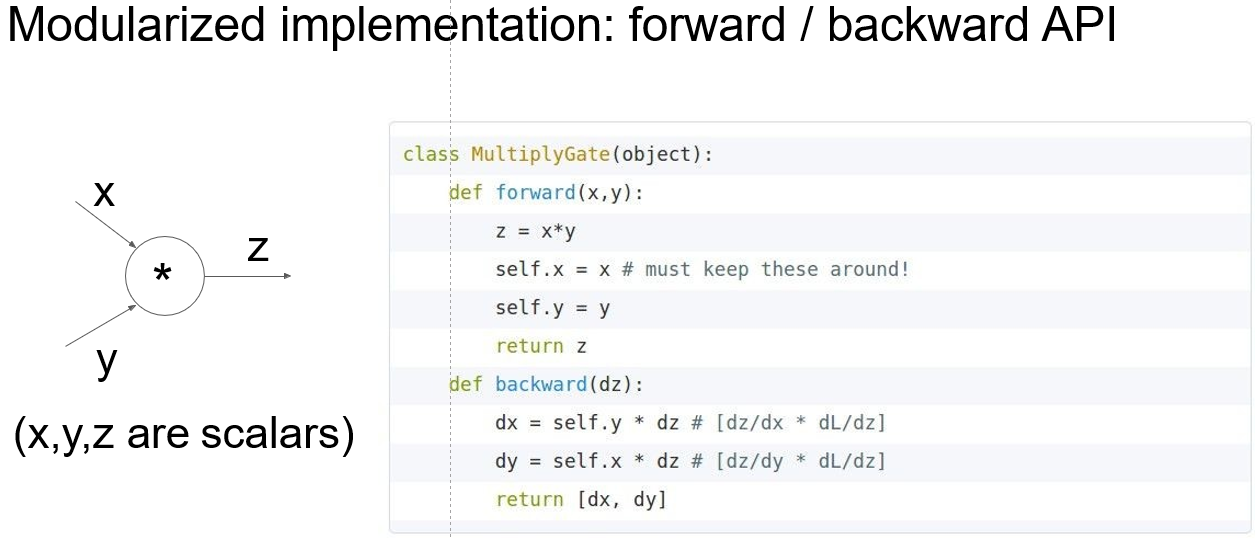 Modularized implementation: forward / backward API
x
z
*
y
(x,y,z are scalars)
class MultiplyGate(object):
    def forward(x,y):
        z = x*y
        self.x = x # must keep these around!
        self.y = y
        return z
    def backward(dz):
        dx = self.y * dz # [dz/dx * dL/dz]
        dy = self.x * dz # [dz/dy * dL/dz]
        return [dx, dy]